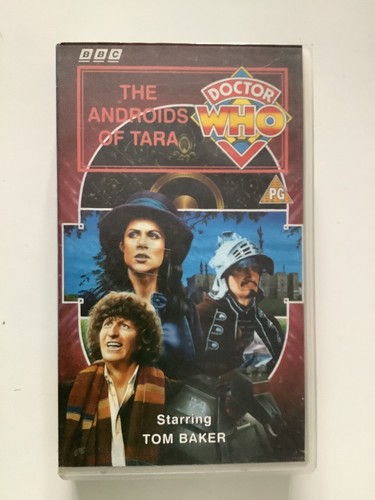 BBC
THE
ANDROIDS
OF TARA
DOCTOR
WHO
PG
Starring
TOM BAKER